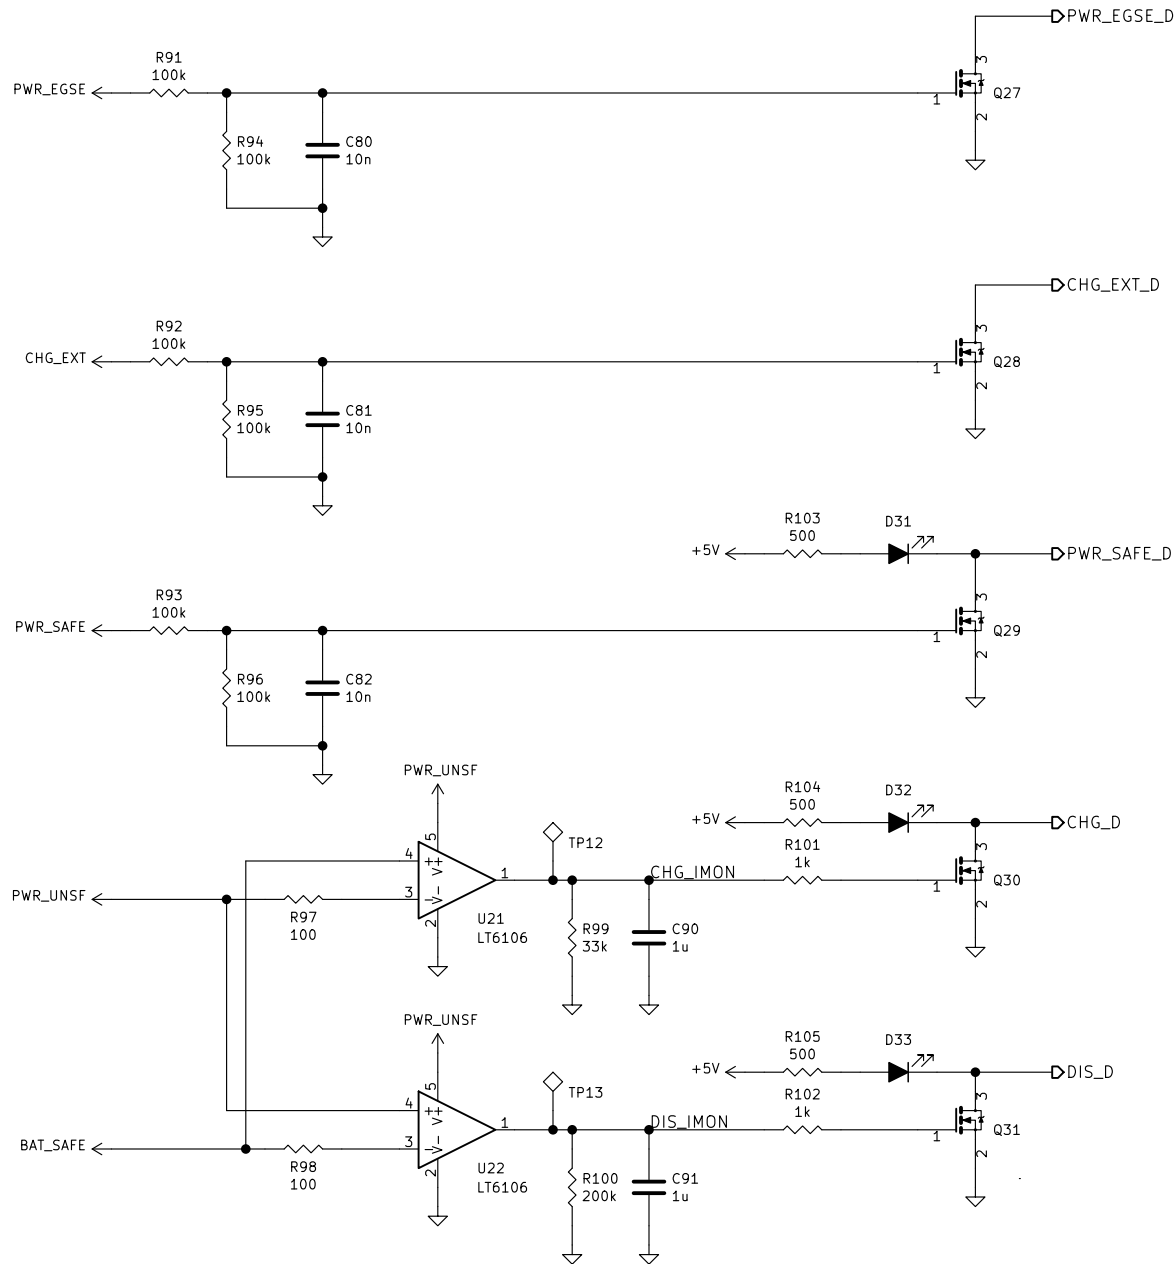 PWR_EGSE_D
R91
100k
PWR_EGSE
3
1
Q27
2
R94
100k
C80
10n
CHG_EXT_D
R92
100k
CHG_EXT
3
1
Q28
2
R95
100k
C81
10n
R103
500
D31
+5V
PWR_SAFE_D
R93
100k
PWR_SAFE
3
1
Q29
2
R96
100k
C82
10n
PWR_UNSF
R104
500
D32
+5V
CHG_D
TP12
5
4
+
V+
1
CHG_IMON
R101
1k
3
1
Q30
2
PWR_UNSF
R97
100
3
−
V−
2
U21
LT6106
R99
33k
C90
1u
PWR_UNSF
R105
500
D33
+5V
DIS_D
TP13
5
4
+
V+
1
DIS_IMON
R102
1k
3
1
Q31
2
BAT_SAFE
R98
100
3
−
V−
2
U22
LT6106
R100
200k
C91
1u